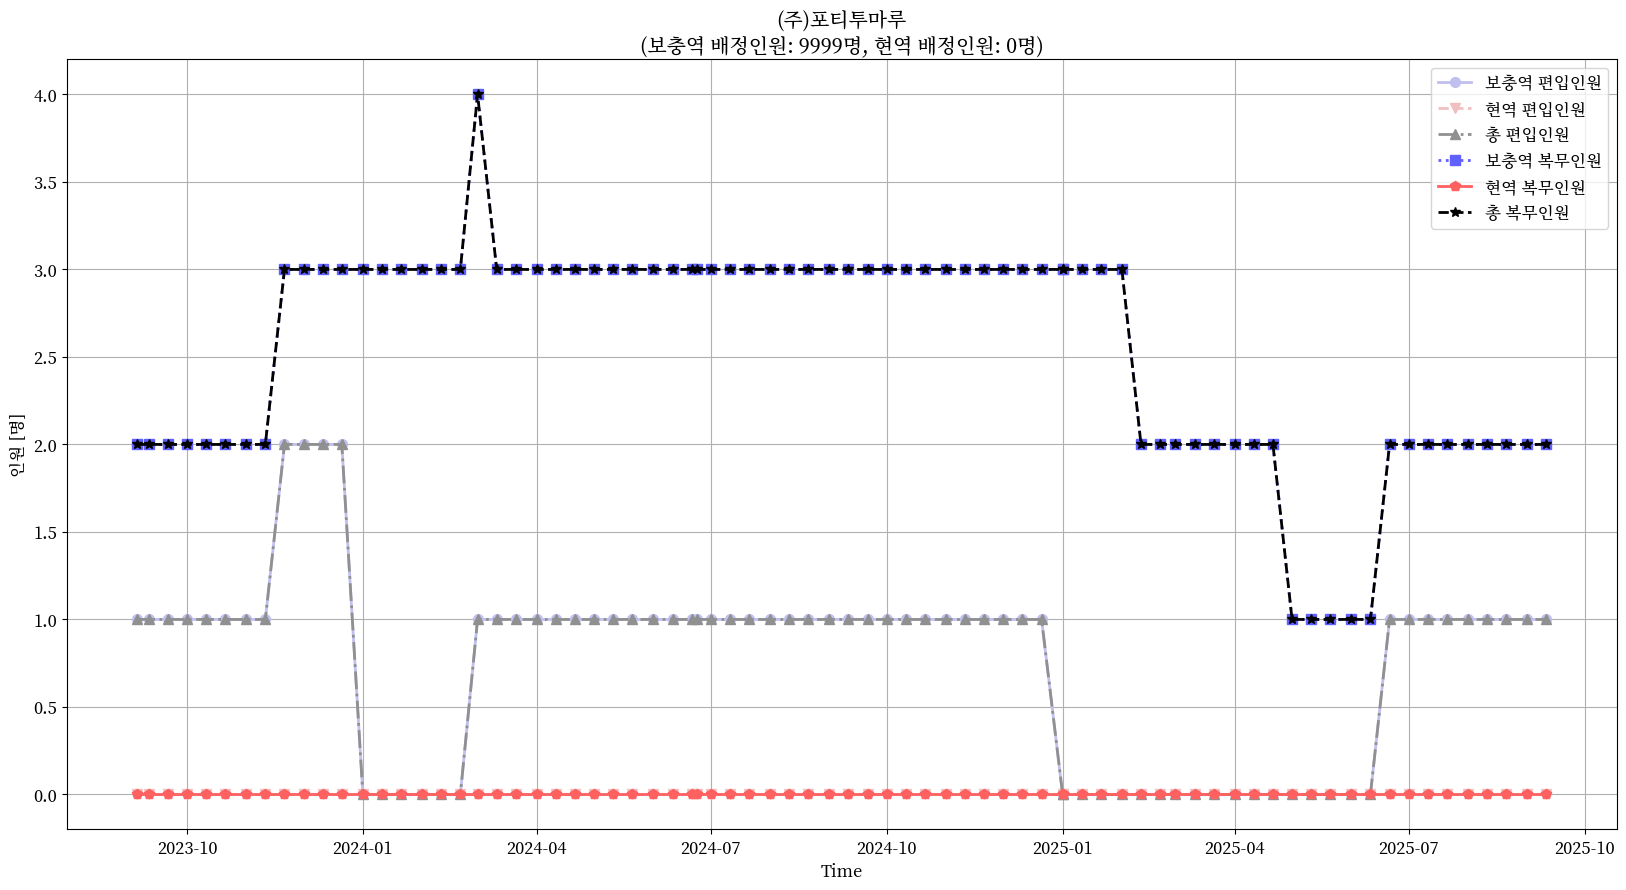 (주)포티투마루
(보충역 배정인원: 9999명, 현역 배정인원: 0명)
인원 [명]
4.0
3.5
3.0
2.5
2.0
1.5
1.0
0.5
0.0
보충역 편입인원
현역 편입인원
총 편입인원
보충역 복무인원
현역 복무인원
총 복무인원
2023-10
2024-01
2024-04
2024-07
2024-10
2025-01
2025-04
2025-07
2025-10
Time